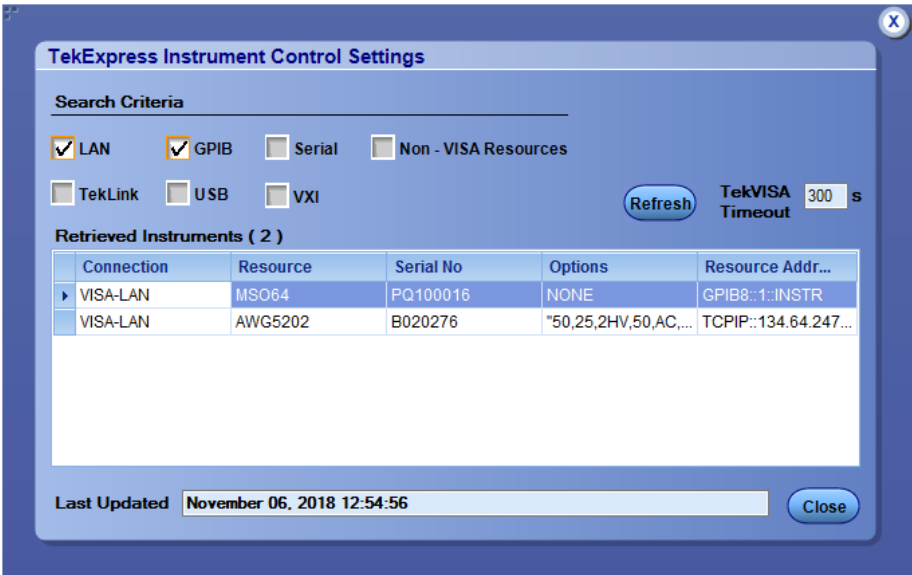 X
TekExpress Instrument Control Settings
Search Criteria
LAN GPIB Serial Non - VISA Resources
TekLink USB VXI Refresh TekVISA Timeout 300 s
Retrieved Instruments ( 2 )
Connection Resource Serial No Options Resource Addr...
VISA-LAN MSO64 PQ100016 NONE GPIB8::1::INSTR
VISA-LAN AWG5202 B020276 "50,25,2HV,50,AC,... TCPIP::134.64.247...
Last Updated November 06, 2018 12:54:56 Close